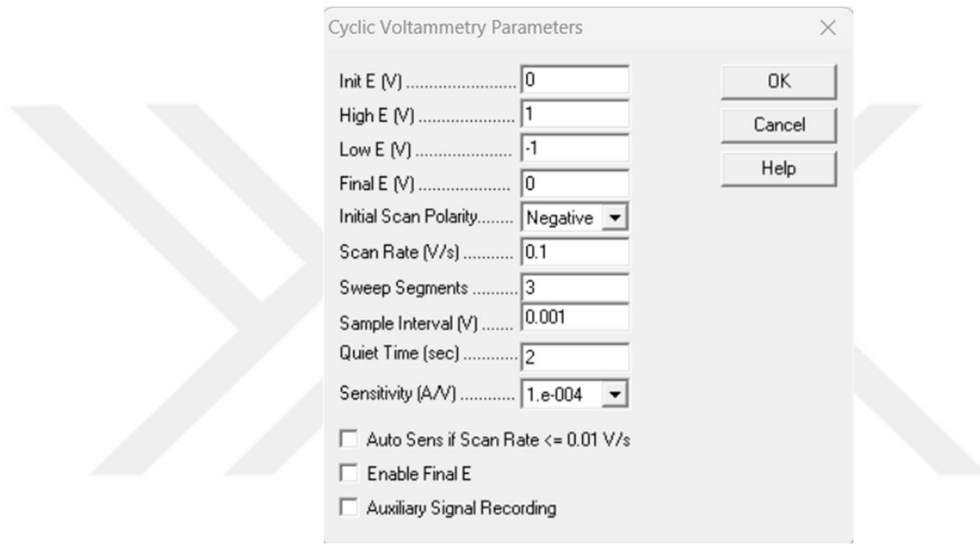 Cyclic Voltammetry Parameters
Init E (V) ....................... 0
OK
High E (V) .................... 1
Cancel
Low E (V) .................... -1
Help
Final E (V) ................... 0
Initial Scan Polarity........ Negative
Scan Rate (V/s) ........... 0.1
Sweep Segments .......... 3
Sample Interval (V) ....... 0.001
Quiet Time (sec) ............ 2
Sensitivity (A/V) ............ 1.e-004
Auto Sens if Scan Rate <= 0.01 V/s
Enable Final E
Auxiliary Signal Recording